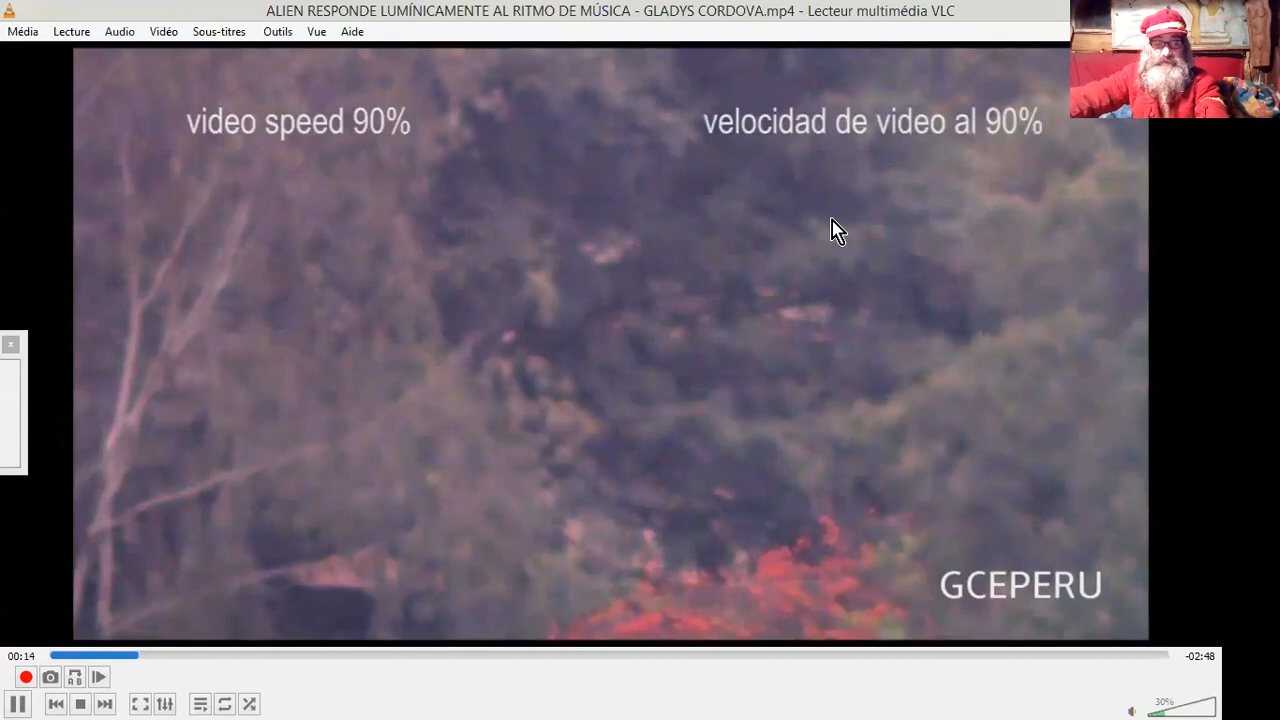 ALIEN RESPONDE LUMÍNICAMENTE AL RITMO DE MÚSICA - GLADYS CORDOVA.mp4 - Lecteur multimédia VLC
Média Lecture Audio Vidéo Sous-titres Outils Vue Aide
video speed 90% velocidad de video al 90%
x
GCEPERU
00:14 -02:48
A B
30%